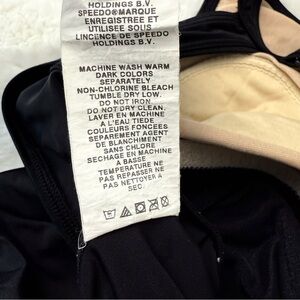 HOLDINGS B.V.
SPEEDO®MARQUE
ENREGISTREE ET
UTILISEE SOUS
LINCENCE DE SPEEDO
HOLDINGS B.V.
MACHINE WASH WARM
DARK COLORS
SEPARATELY
NON-CHLORINE BLEACH
TUMBLE DRY LOW.
DO NOT IRON
DO NOT DRY CLEAN.
LAVER EN MACHINE
A L'EAU TIEDE
COULEURS FONCEES
SEPAREMENT AGENT
DE BLANCHIMENT
SANS CHLORE
SECHAGE EN MACHINE
A BASSE
TEMPERATURE NE
PAS REPASSER NE
PAS NETTOYER A
SEC.